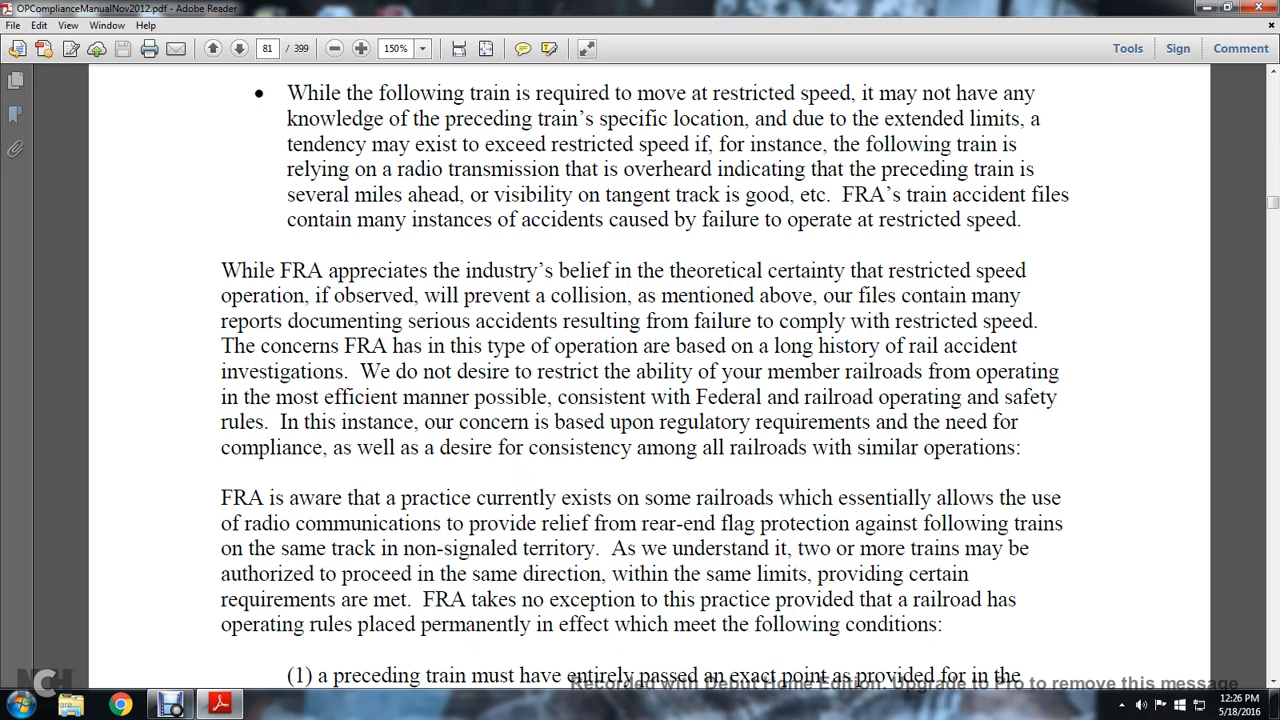 OPComplianceManualNov2012.pdf - Adobe Reader
File Edit View Window Help
81 / 399 150% Tools Sign Comment
• While the following train is required to move at restricted speed, it may not have any
knowledge of the preceding train's specific location, and due to the extended limits, a
tendency may exist to exceed restricted speed if, for instance, the following train is
relying on a radio transmission that is overheard indicating that the preceding train is
several miles ahead, or visibility on tangent track is good, etc.  FRA's train accident files
contain many instances of accidents caused by failure to operate at restricted speed.
While FRA appreciates the industry's belief in the theoretical certainty that restricted speed
operation, if observed, will prevent a collision, as mentioned above, our files contain many
reports documenting serious accidents resulting from failure to comply with restricted speed.
The concerns FRA has in this type of operation are based on a long history of rail accident
investigations.  We do not desire to restrict the ability of your member railroads from operating
in the most efficient manner possible, consistent with Federal and railroad operating and safety
rules.  In this instance, our concern is based upon regulatory requirements and the need for
compliance, as well as a desire for consistency among all railroads with similar operations:
FRA is aware that a practice currently exists on some railroads which essentially allows the use
of radio communications to provide relief from rear-end flag protection against following trains
on the same track in non-signaled territory.  As we understand it, two or more trains may be
authorized to proceed in the same direction, within the same limits, providing certain
requirements are met.  FRA takes no exception to this practice provided that a railroad has
operating rules placed permanently in effect which meet the following conditions:
(1) a preceding train must have entirely passed an exact point as provided for in the
Recorded with Debut Home Edition. Upgrade to Pro to remove this message
NCH
12:26 PM
5/18/2016